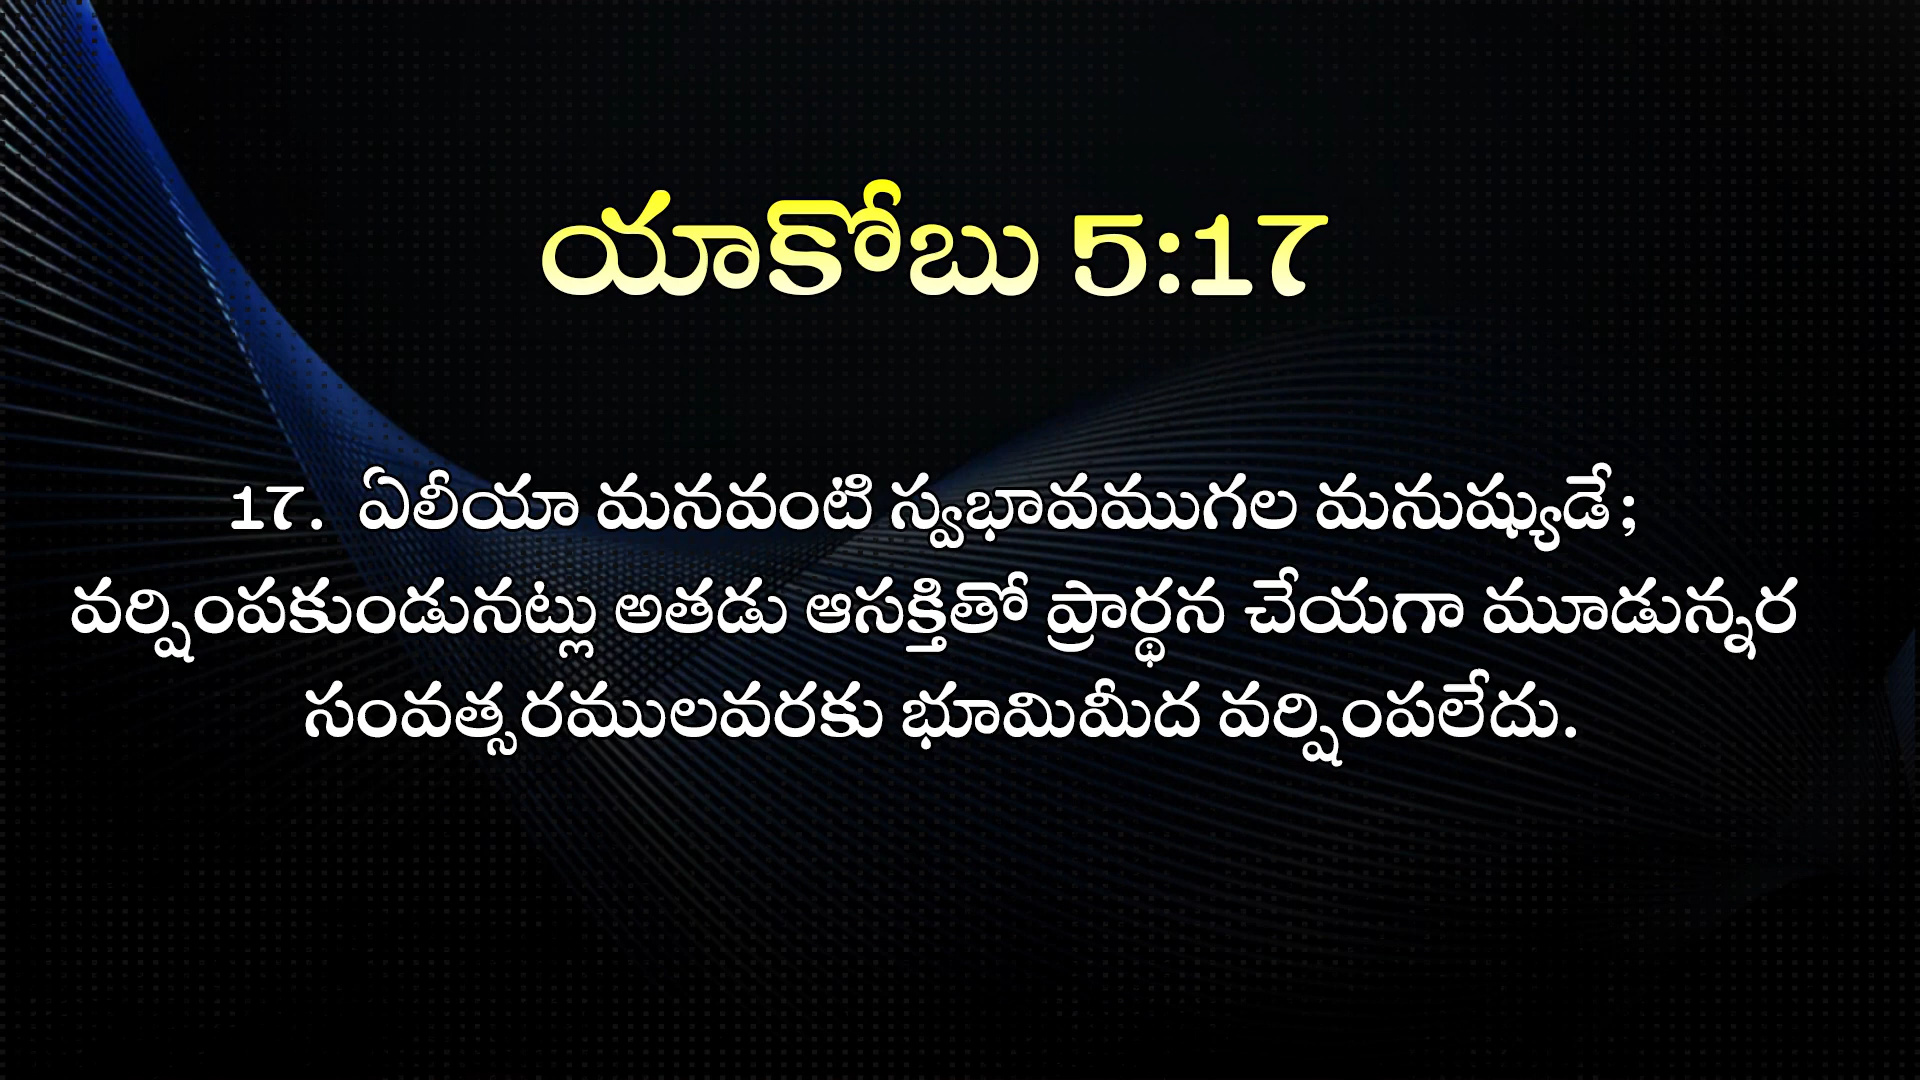 యాకోబు 5:17
17. ఏలీయా మనవంటి స్వభావముగల మనుష్యుడే;
వర్షింపకుండునట్లు అతడు ఆసక్తితో ప్రార్థన చేయగా మూడున్నర
సంవత్సరములవరకు భూమిమీద వర్షింపలేదు.